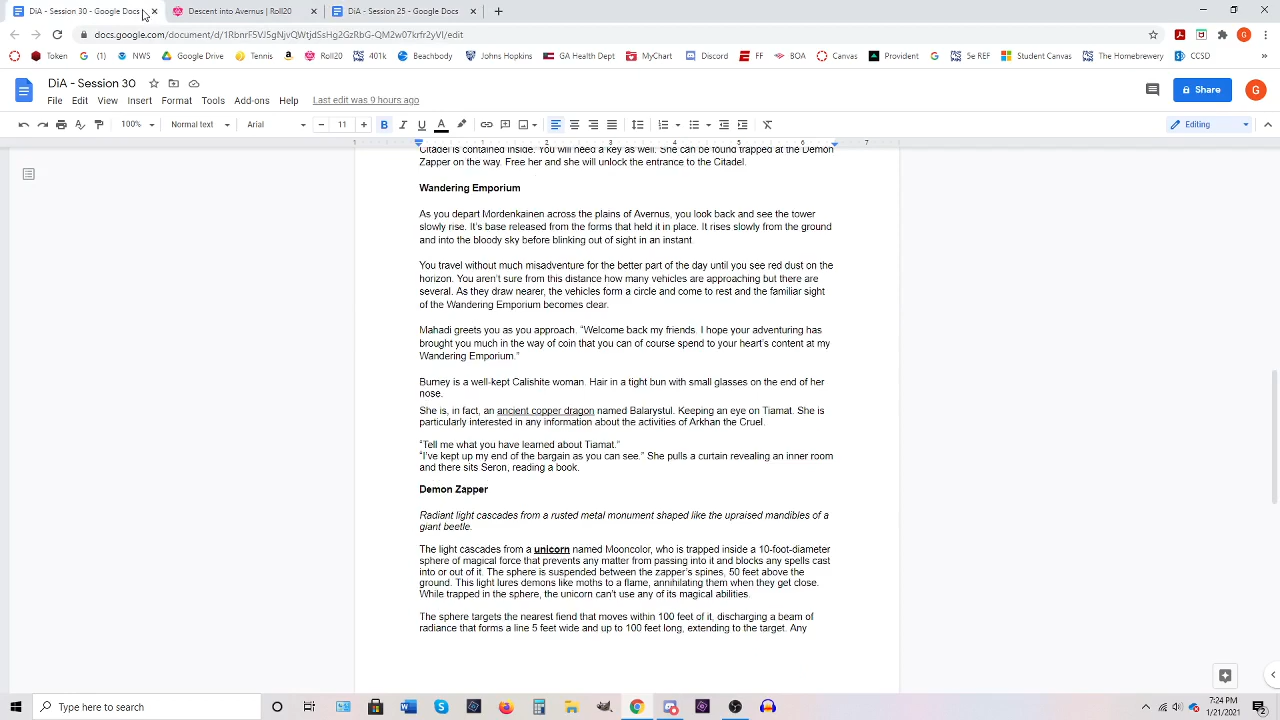 DiA - Session 30 - Google Docs
Descent into Avernus | Roll20
DiA - Session 25 - Google Docs
docs.google.com/document/d/1RbnrF5VJ5gNjvQWtjdSsHg2GzRbG-QM2w07krfr2yVI/edit
Token
(1)
NWS
Google Drive
Tennis
Roll20
401k
Beachbody
Johns Hopkins
GA Health Dept
MyChart
Discord
FF
BOA
Canvas
Provident
5e REF
Student Canvas
The Homebrewery
CCSD
DiA - Session 30
File Edit View Insert Format Tools Add-ons Help Last edit was 9 hours ago
Share
G
100% Normal text Arial 11 Editing
1 1 2 3 4 5 6 7
Citadel is contained inside. You will need a key as well. She can be found trapped at the Demon
Zapper on the way. Free her and she will unlock the entrance to the Citadel.
Wandering Emporium
As you depart Mordenkainen across the plains of Avernus, you look back and see the tower
slowly rise. It's base released from the forms that held it in place. It rises slowly from the ground
and into the bloody sky before blinking out of sight in an instant.
You travel without much misadventure for the better part of the day until you see red dust on the
horizon. You aren't sure from this distance how many vehicles are approaching but there are
several. As they draw nearer, the vehicles form a circle and come to rest and the familiar sight
of the Wandering Emporium becomes clear.
Mahadi greets you as you approach. “Welcome back my friends. I hope your adventuring has
brought you much in the way of coin that you can of course spend to your heart's content at my
Wandering Emporium.”
Burney is a well-kept Calishite woman. Hair in a tight bun with small glasses on the end of her
nose.
She is, in fact, an ancient copper dragon named Balarystul. Keeping an eye on Tiamat. She is
particularly interested in any information about the activities of Arkhan the Cruel.
“Tell me what you have learned about Tiamat.”
“I've kept up my end of the bargain as you can see.” She pulls a curtain revealing an inner room
and there sits Seron, reading a book.
Demon Zapper
Radiant light cascades from a rusted metal monument shaped like the upraised mandibles of a
giant beetle.
The light cascades from a unicorn named Mooncolor, who is trapped inside a 10-foot-diameter
sphere of magical force that prevents any matter from passing into it and blocks any spells cast
into or out of it. The sphere is suspended between the zapper's spines, 50 feet above the
ground. This light lures demons like moths to a flame, annihilating them when they get close.
While trapped in the sphere, the unicorn can't use any of its magical abilities.
The sphere targets the nearest fiend that moves within 100 feet of it, discharging a beam of
radiance that forms a line 5 feet wide and up to 100 feet long, extending to the target. Any
Type here to search
7:24 PM
1/21/2021